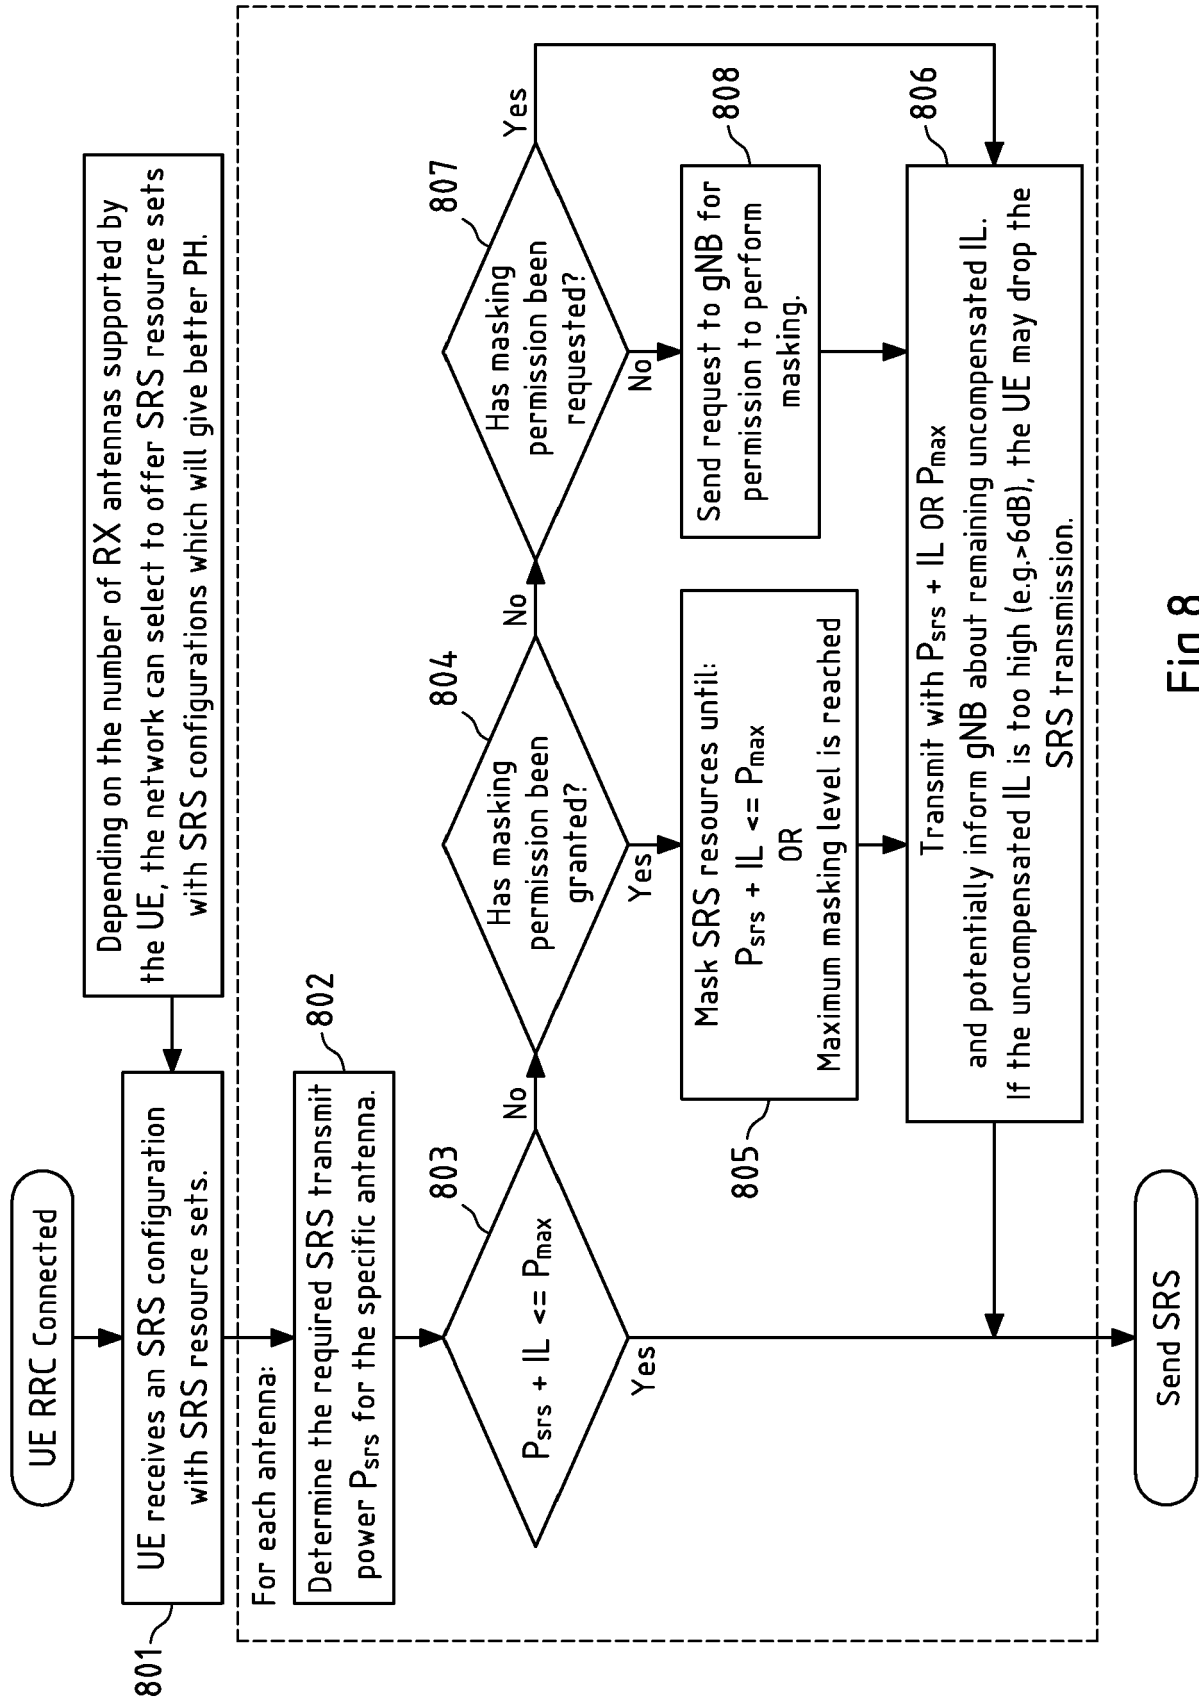 UE RRC Connected
Depending on the number of RX antennas supported by
the UE, the network can select to offer SRS resource sets
with SRS configurations which will give better PH.
UE receives an SRS configuration
with SRS resource sets.
801
For each antenna:
Determine the required SRS transmit
power Psrs for the specific antenna.
802
Psrs + IL <= Pmax
803
No
Yes
Has masking
permission been
granted?
804
No
Yes
Has masking
permission been
requested?
807
Yes
No
Mask SRS resources until:
Psrs + IL <= Pmax
OR
Maximum masking level is reached
805
Send request to gNB for
permission to perform
masking.
808
Transmit with Psrs + IL OR Pmax
and potentially inform gNB about remaining uncompensated IL.
If the uncompensated IL is too high (e.g.>6dB), the UE may drop the
SRS transmission.
806
Send SRS
Fig.8